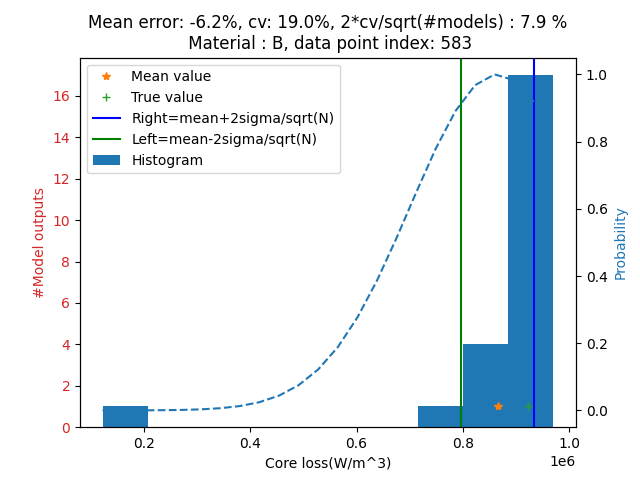 Mean error: -6.2%, cv: 19.0%, 2*cv/sqrt(#models) : 7.9 %
Material : B, data point index: 583
Mean value
True value
Right=mean+2sigma/sqrt(N)
Left=mean-2sigma/sqrt(N)
Histogram
#Model outputs
16
14
12
10
8
6
4
2
0
1.0
0.8
0.6
0.4
0.2
0.0
Probability
0.2
0.4
0.6
0.8
1.0
1e6
Core loss(W/m^3)